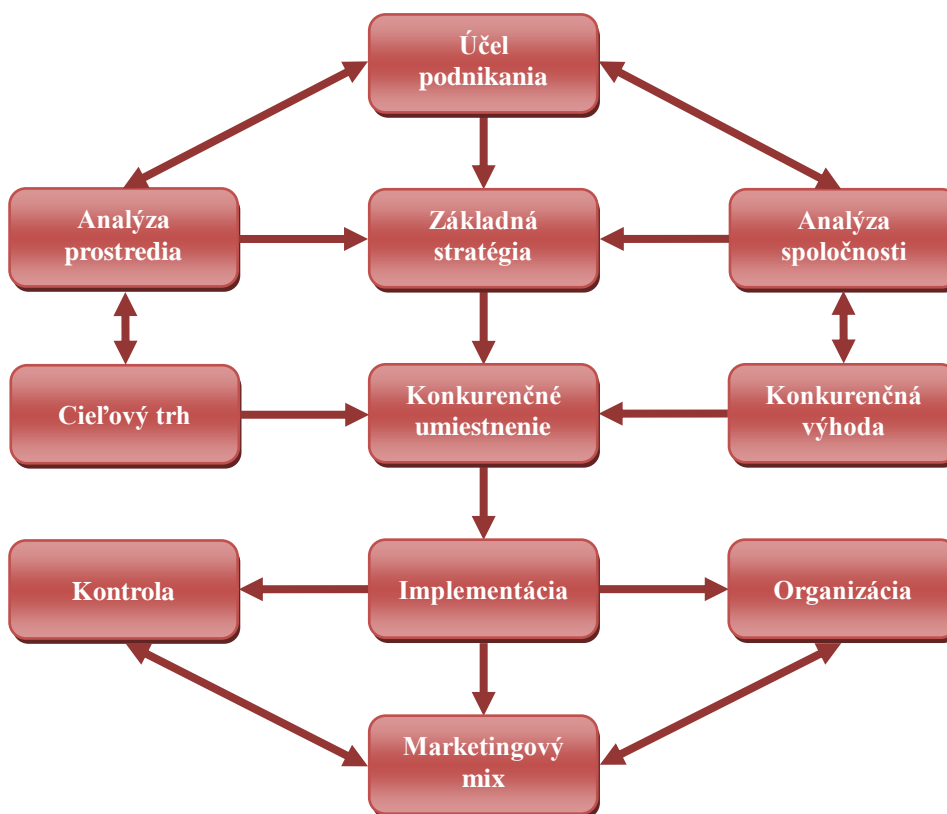 Účel
podnikania
Analýza
prostredia
Základná
stratégia
Analýza
spoločnosti
Cieľový trh
Konkurenčné
umiestnenie
Konkurenčná
výhoda
Kontrola
Implementácia
Organizácia
Marketingový
mix